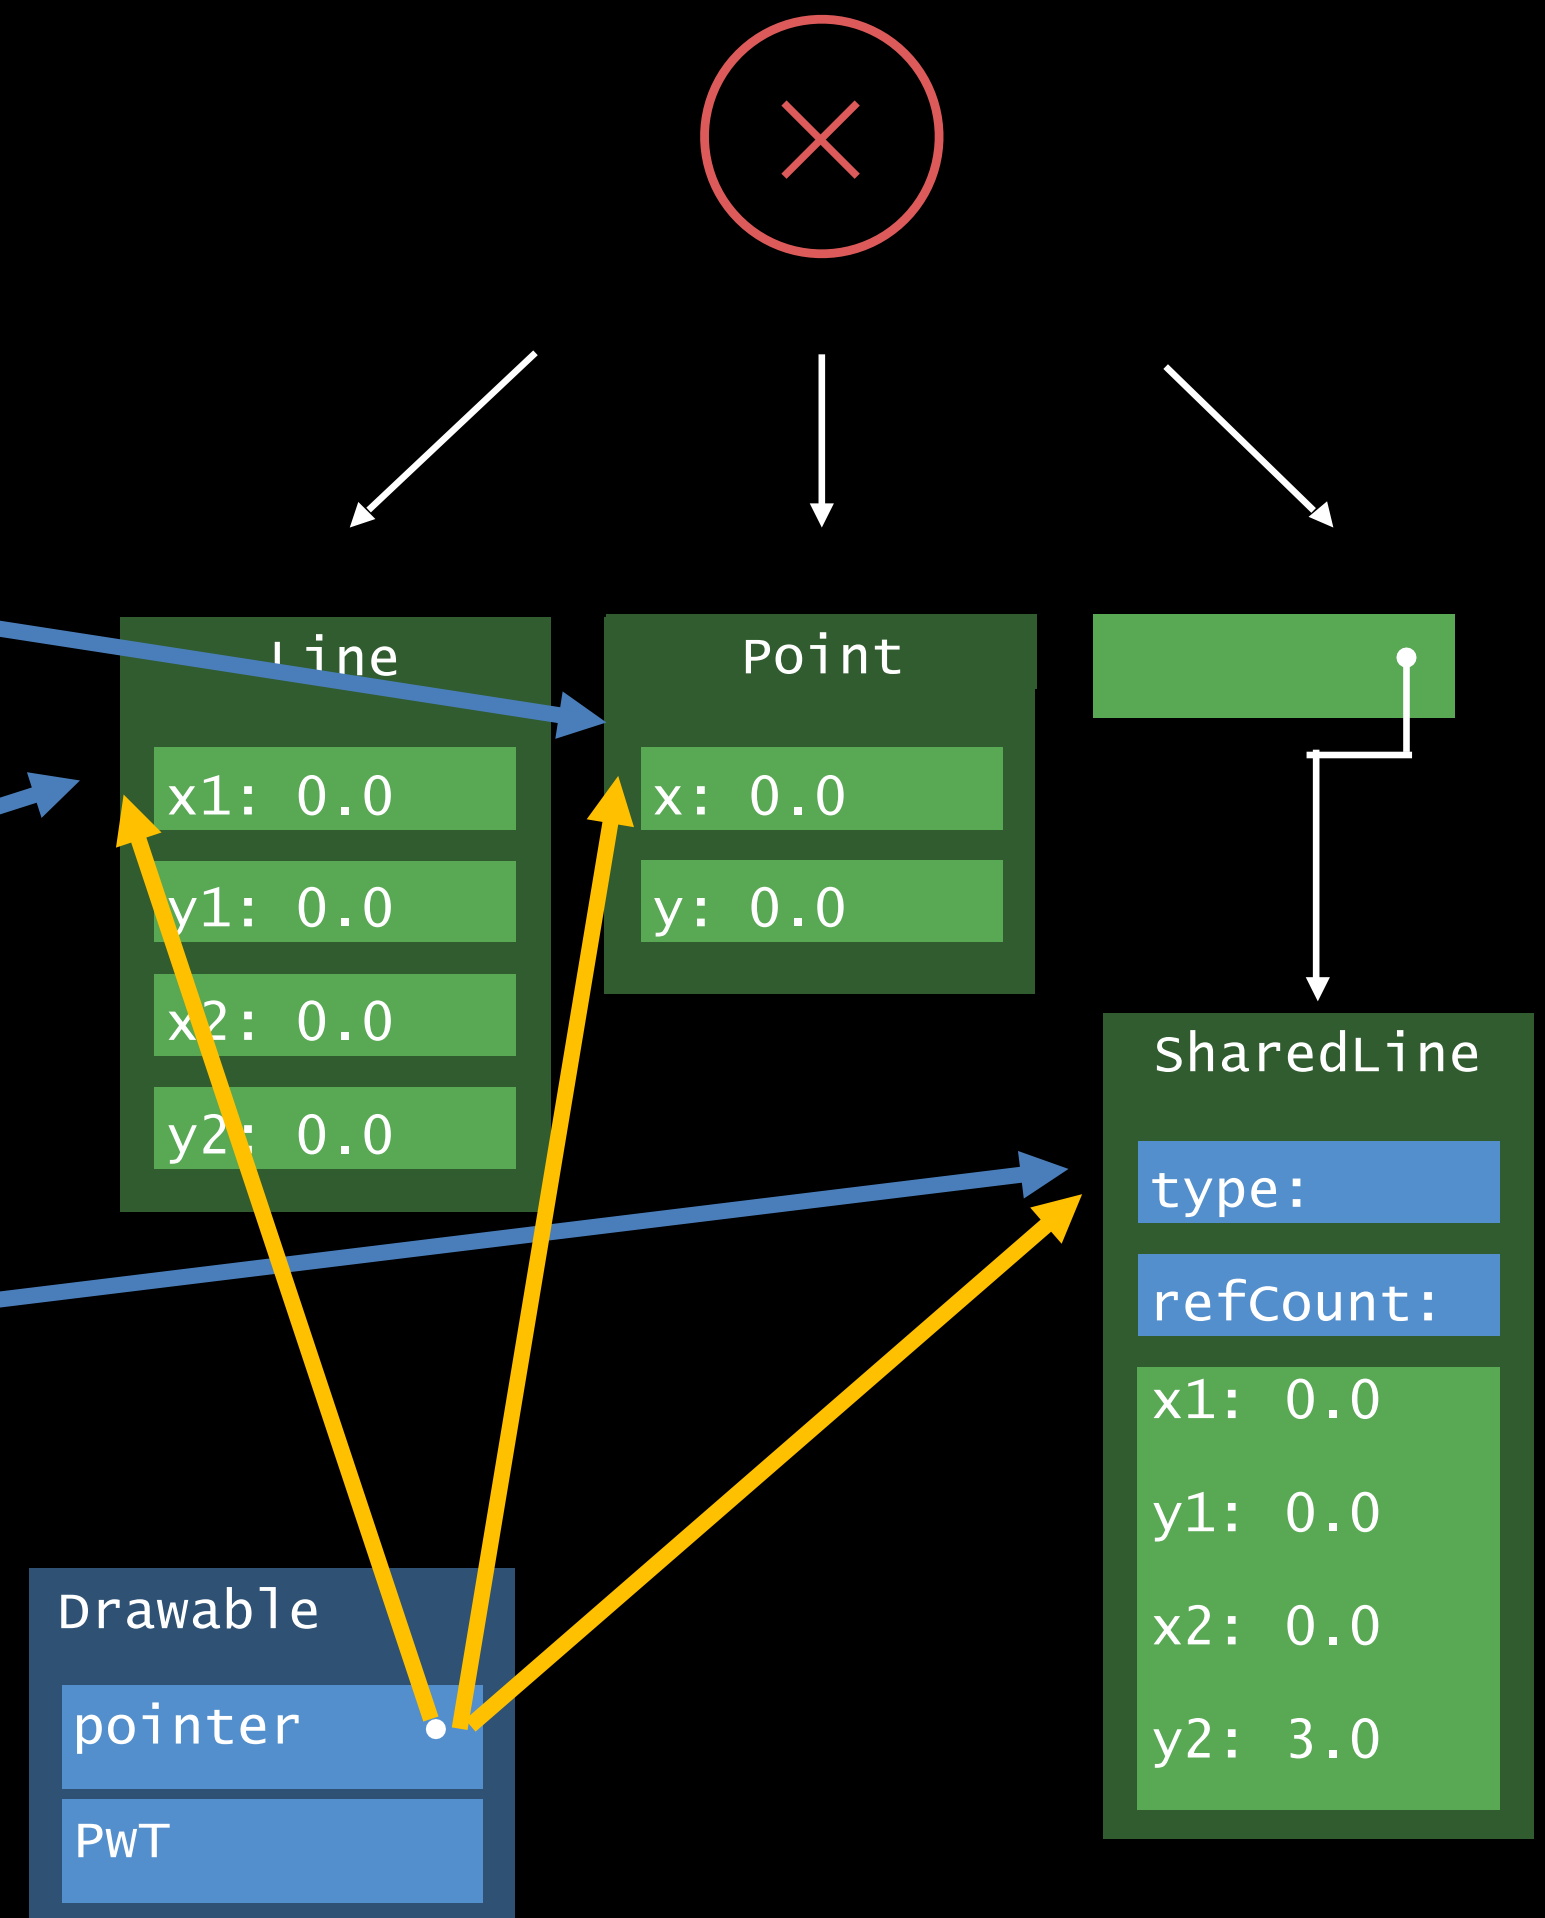 Line
Point
x1: 0.0
y1: 0.0
x2: 0.0
y2: 0.0
x: 0.0
y: 0.0
SharedLine
type:
refCount:
x1: 0.0
y1: 0.0
x2: 0.0
y2: 3.0
Drawable
pointer
PWT